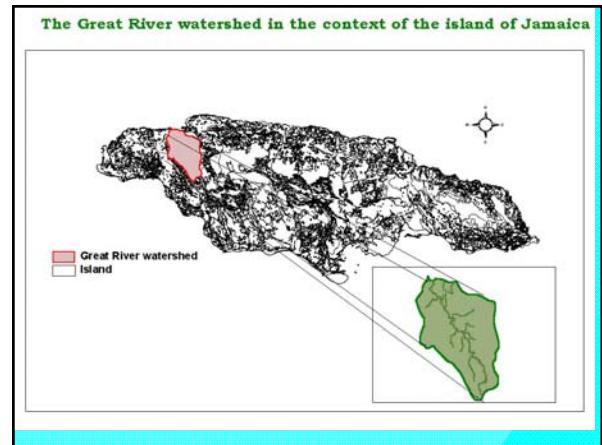 The Great River watershed in the context of the island of Jamaica
Great River watershed
Island